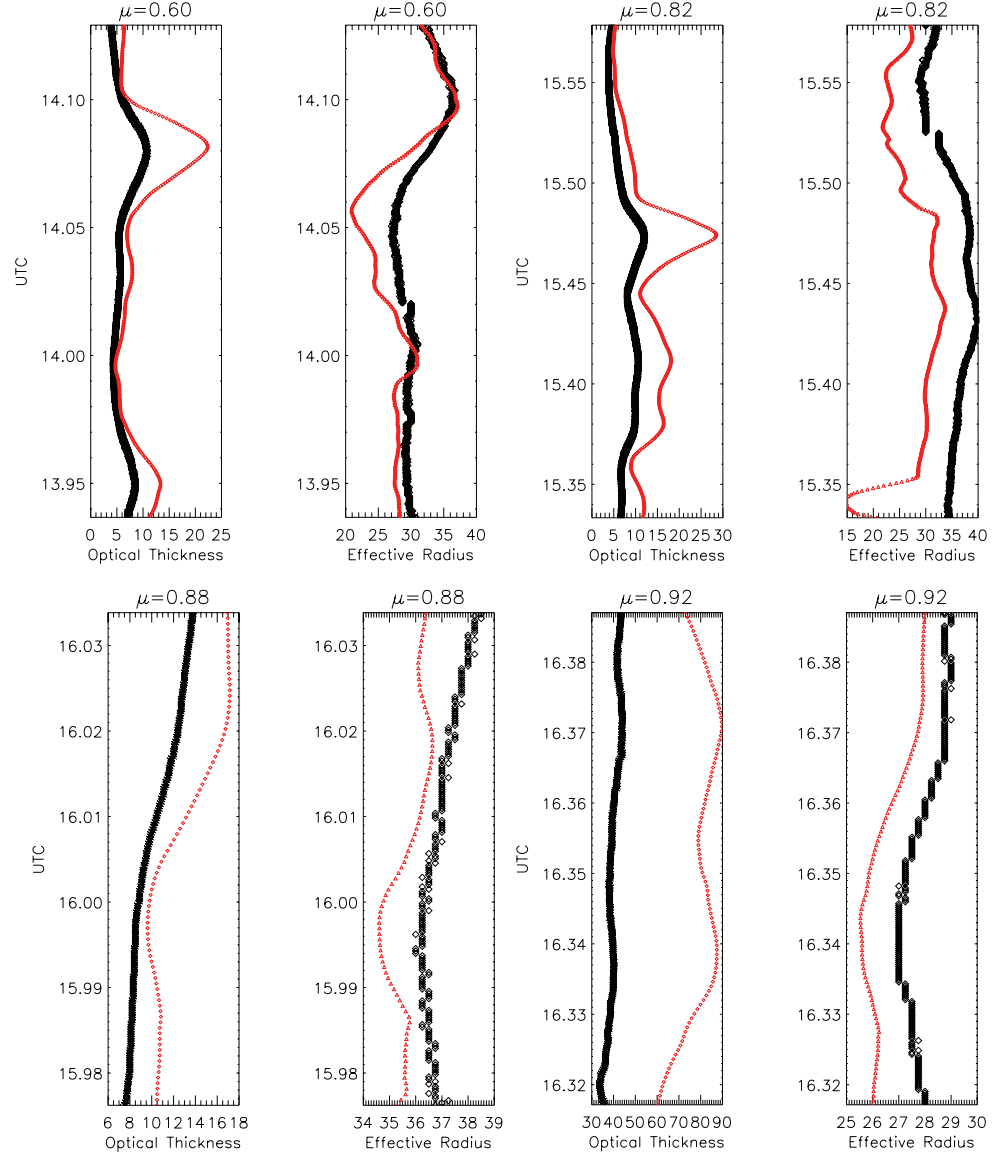 μ=0.60 μ=0.60 μ=0.82 μ=0.82
14.10 14.10 15.55 15.55
15.50 15.50
14.05 14.05 15.45 15.45
UTC UTC
14.00 14.00 15.40 15.40
13.95 13.95 15.35 15.35
0 5 10 15 20 25 20 25 30 35 40 0 5 10 15 20 25 30 15 20 25 30 35 40
Optical Thickness Effective Radius Optical Thickness Effective Radius
μ=0.88 μ=0.88 μ=0.92 μ=0.92
16.03 16.03 16.38 16.38
16.02 16.02 16.37 16.37
16.01 16.01 16.36 16.36
UTC UTC
16.00 16.00 16.35 16.35
15.99 15.99 16.34 16.34
15.98 15.98 16.33 16.33
16.32 16.32
6 8 10 12 14 16 18 34 35 36 37 38 39 30 40 50 60 70 80 90 25 26 27 28 29 30
Optical Thickness Effective Radius Optical Thickness Effective Radius